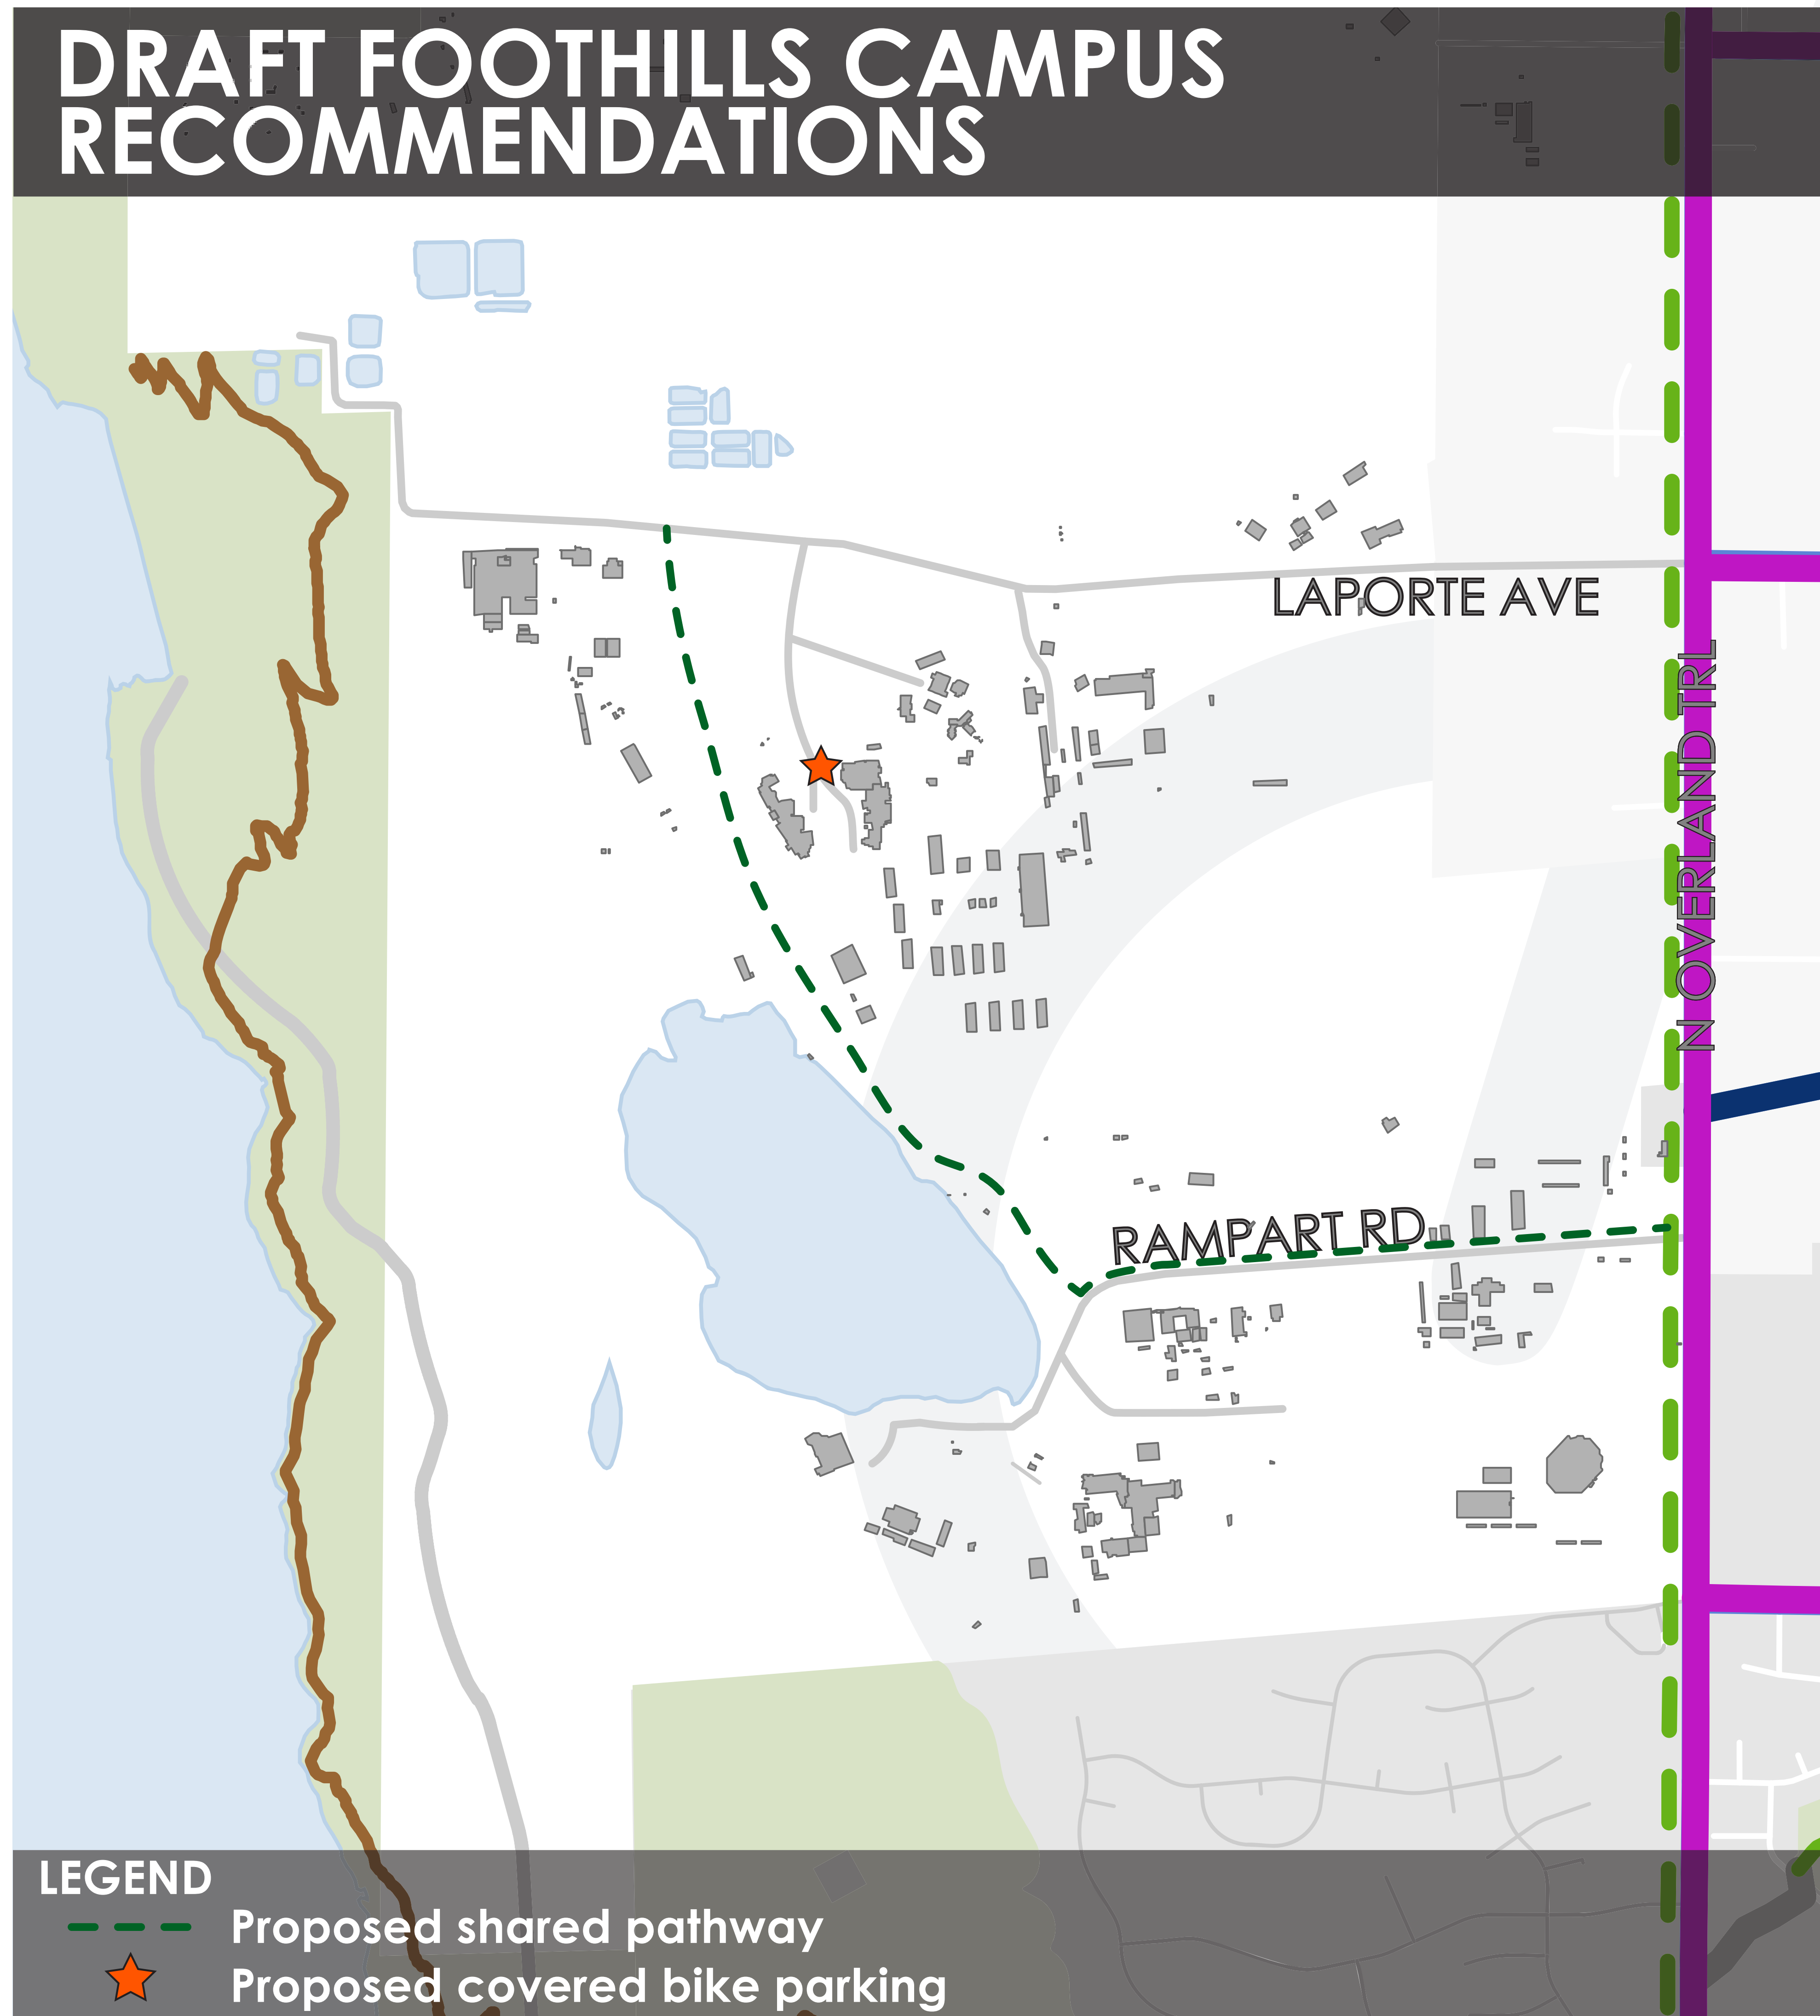 DRAFT FOOTHILLS CAMPUS
RECOMMENDATIONS
LAPORTE AVE
N OVERLAND TRL
RAMPART RD
LEGEND
Proposed shared pathway
Proposed covered bike parking